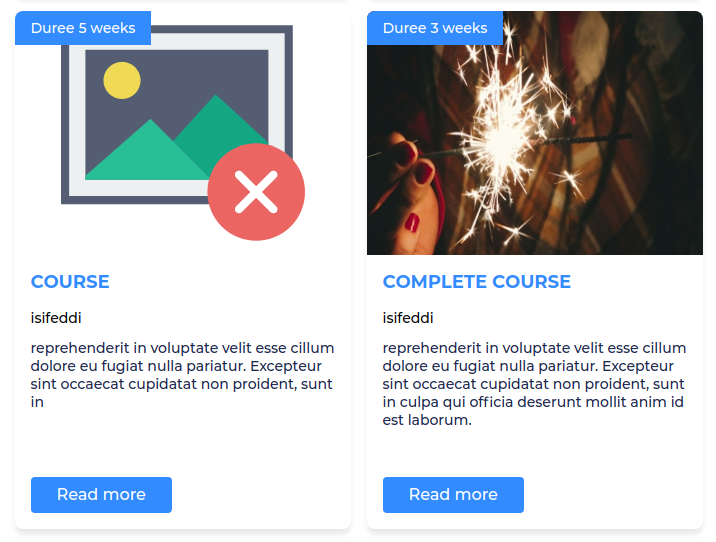 Duree 5 weeks
COURSE
isifeddi
reprehenderit in voluptate velit esse cillum
dolore eu fugiat nulla pariatur. Excepteur
sint occaecat cupidatat non proident, sunt
in
Read more
Duree 3 weeks
COMPLETE COURSE
isifeddi
reprehenderit in voluptate velit esse cillum
dolore eu fugiat nulla pariatur. Excepteur
sint occaecat cupidatat non proident, sunt
in culpa qui officia deserunt mollit anim id
est laborum.
Read more